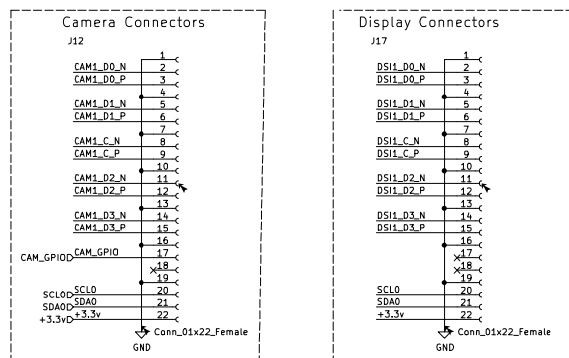 Camera Connectors
J12
1
CAM1_D0_N 2
CAM1_D0_P 3
4
CAM1_D1_N 5
CAM1_D1_P 6
7
CAM1_C_N 8
CAM1_C_P 9
10
CAM1_D2_N 11
CAM1_D2_P 12
13
CAM1_D3_N 14
CAM1_D3_P 15
16
CAM_GPIO CAM_GPIO 17
18
19
SCL0 SCL0 20
SDA0 SDA0 21
+3.3v +3.3v 22
Conn_01x22_Female
GND
Display Connectors
J17
1
DSI1_D0_N 2
DSI1_D0_P 3
4
DSI1_D1_N 5
DSI1_D1_P 6
7
DSI1_C_N 8
DSI1_C_P 9
10
DSI1_D2_N 11
DSI1_D2_P 12
13
DSI1_D3_N 14
DSI1_D3_P 15
16
17
18
19
SCL0 20
SDA0 21
+3.3v 22
Conn_01x22_Female
GND